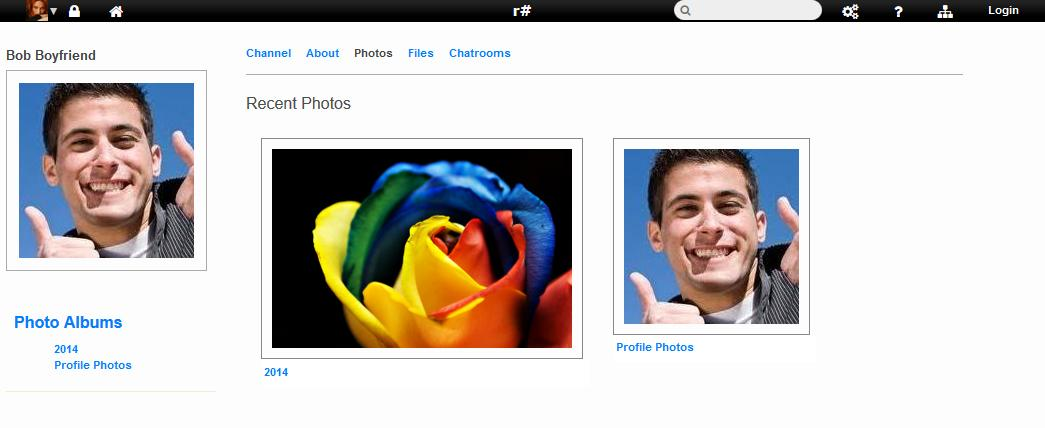 r#
?
Login
Bob Boyfriend
Channel About Photos Files Chatrooms
Recent Photos
2014
Profile Photos
Photo Albums
2014
Profile Photos